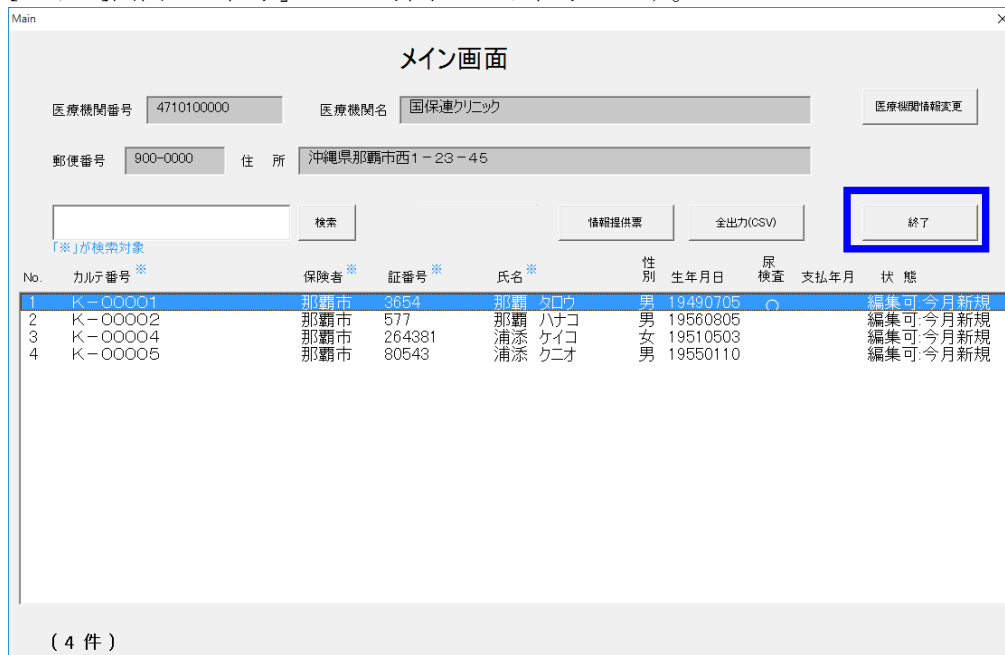 Main ×
メイン画面
医療機関番号 4710100000 医療機関名 国保連クリニック 医療機関情報変更
郵便番号 900-0000 住 所 沖縄県那覇市西1-23-45
検索 情報提供票 全出力(CSV) 終了
「※」が検索対象
No. カルテ番号※ 保険者※ 証番号※ 氏名※ 性別 生年月日 尿検査 支払年月 状 態
1 K-00001 那覇市 3654 那覇 タロウ 男 19490705 ○ 編集可:今月新規
2 K-00002 那覇市 577 那覇 ハナコ 男 19560805 編集可:今月新規
3 K-00004 那覇市 264381 浦添 ケイコ 女 19510503 編集可:今月新規
4 K-00005 那覇市 80543 浦添 クニオ 男 19550110 編集可:今月新規
(4 件)